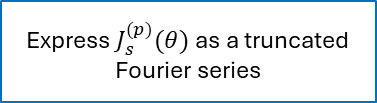 Express J_s^{(p)}(θ) as a truncated
Fourier series